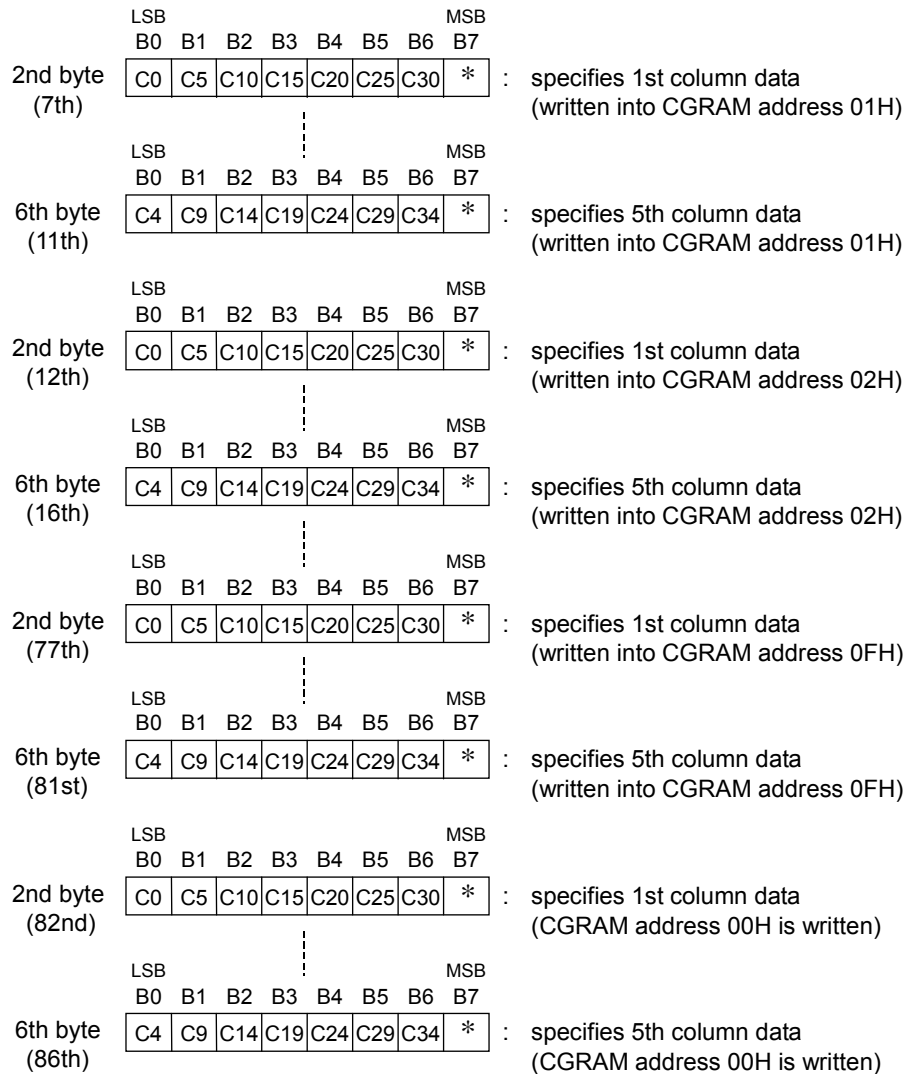 LSB MSB
B0 B1 B2 B3 B4 B5 B6 B7
2nd byte C0 C5 C10 C15 C20 C25 C30 * : specifies 1st column data
(7th) (written into CGRAM address 01H)
LSB MSB
B0 B1 B2 B3 B4 B5 B6 B7
6th byte C4 C9 C14 C19 C24 C29 C34 * : specifies 5th column data
(11th) (written into CGRAM address 01H)
LSB MSB
B0 B1 B2 B3 B4 B5 B6 B7
2nd byte C0 C5 C10 C15 C20 C25 C30 * : specifies 1st column data
(12th) (written into CGRAM address 02H)
LSB MSB
B0 B1 B2 B3 B4 B5 B6 B7
6th byte C4 C9 C14 C19 C24 C29 C34 * : specifies 5th column data
(16th) (written into CGRAM address 02H)
LSB MSB
B0 B1 B2 B3 B4 B5 B6 B7
2nd byte C0 C5 C10 C15 C20 C25 C30 * : specifies 1st column data
(77th) (written into CGRAM address 0FH)
LSB MSB
B0 B1 B2 B3 B4 B5 B6 B7
6th byte C4 C9 C14 C19 C24 C29 C34 * : specifies 5th column data
(81st) (written into CGRAM address 0FH)
LSB MSB
B0 B1 B2 B3 B4 B5 B6 B7
2nd byte C0 C5 C10 C15 C20 C25 C30 * : specifies 1st column data
(82nd) (CGRAM address 00H is written)
LSB MSB
B0 B1 B2 B3 B4 B5 B6 B7
6th byte C4 C9 C14 C19 C24 C29 C34 * : specifies 5th column data
(86th) (CGRAM address 00H is written)